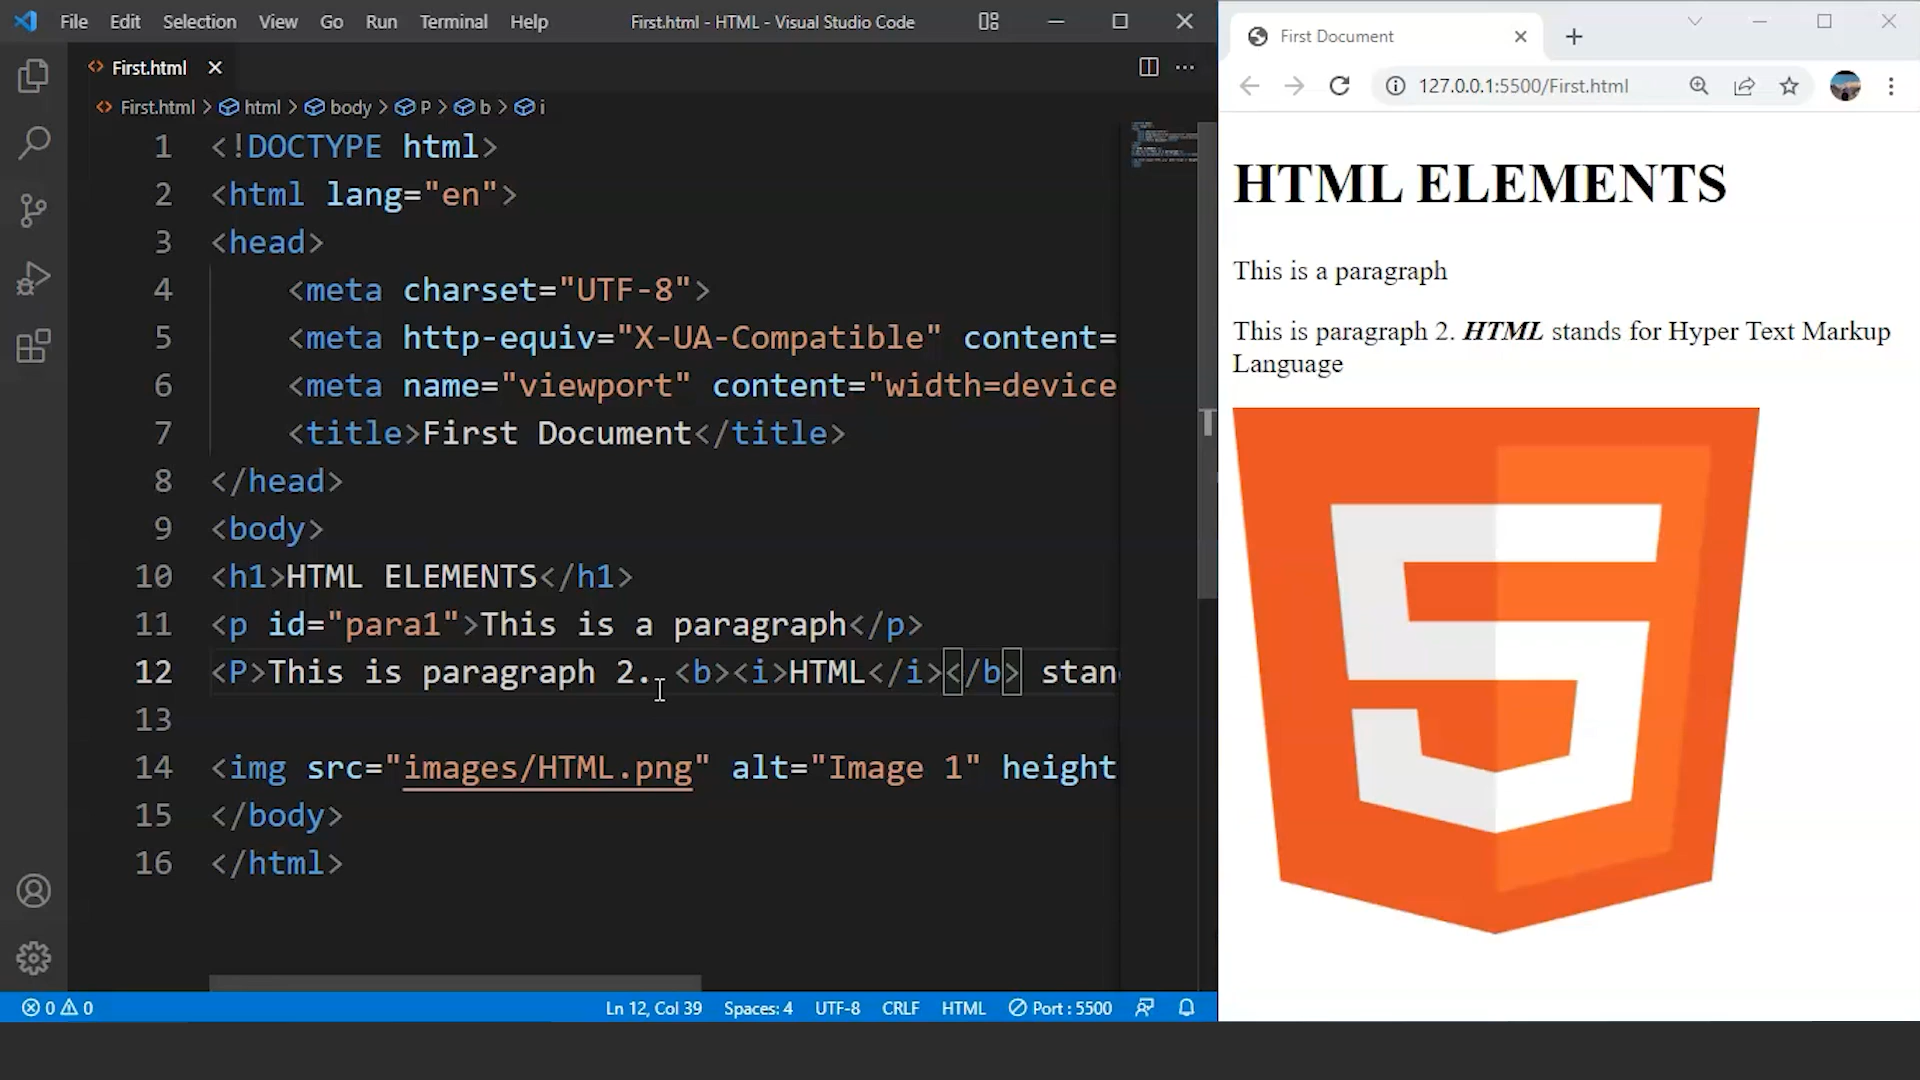 File Edit Selection View Go Run Terminal Help First.html - HTML - Visual Studio Code
First.html
First.html > html > body > P > b > i
1 <!DOCTYPE html>
2 <html lang="en">
3 <head>
4 <meta charset="UTF-8">
5 <meta http-equiv="X-UA-Compatible" content=
6 <meta name="viewport" content="width=device
7 <title>First Document</title>
8 </head>
9 <body>
10 <h1>HTML ELEMENTS</h1>
11 <p id="para1">This is a paragraph</p>
12 <P>This is paragraph 2. <b><i>HTML</i></b> stan
13
14 <img src="images/HTML.png" alt="Image 1" height
15 </body>
16 </html>
0 0 Ln 12, Col 39 Spaces: 4 UTF-8 CRLF HTML Port : 5500
First Document
127.0.0.1:5500/First.html
HTML ELEMENTS
This is a paragraph
This is paragraph 2. HTML stands for Hyper Text Markup
Language
5